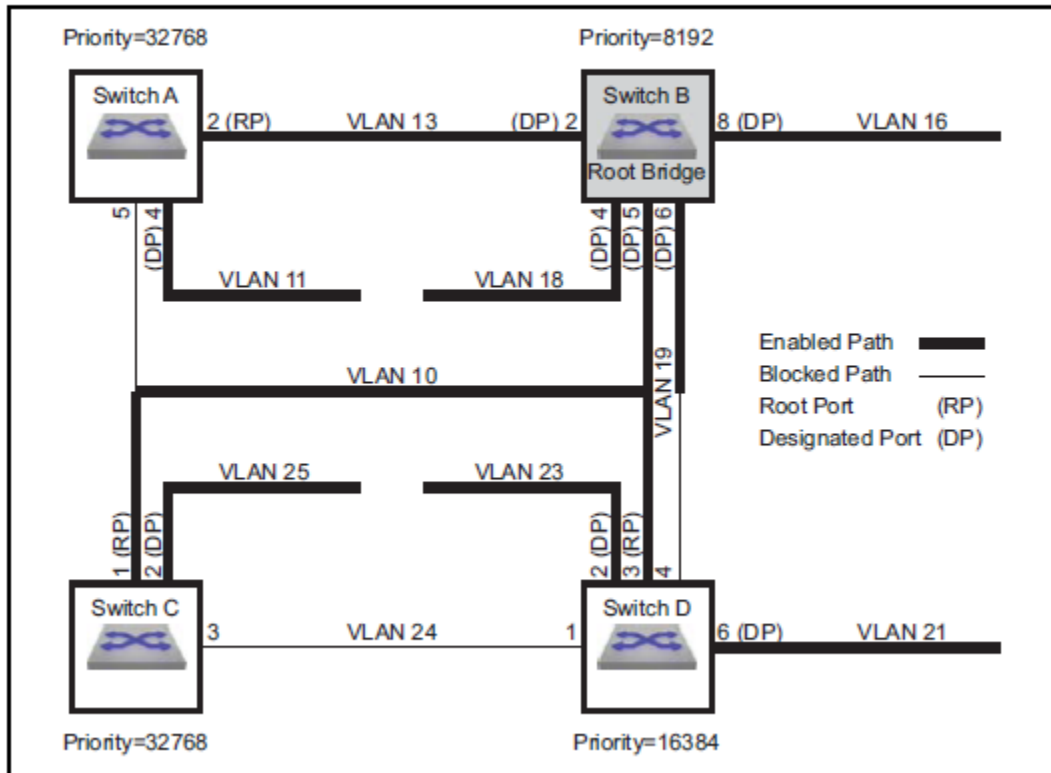 Priority=32768
Priority=8192
Switch A
Switch B
2 (RP)
VLAN 13
(DP) 2
8 (DP)
VLAN 16
Root Bridge
5
(DP) 4
(DP) 4
(DP) 5
(DP) 6
VLAN 11
VLAN 18
Enabled Path
Blocked Path
Root Port (RP)
Designated Port (DP)
VLAN 10
VLAN 19
VLAN 25
VLAN 23
1 (RP)
2 (DP)
2 (DP)
3 (RP)
4
Switch C
Switch D
3
VLAN 24
1
6 (DP)
VLAN 21
Priority=32768
Priority=16384